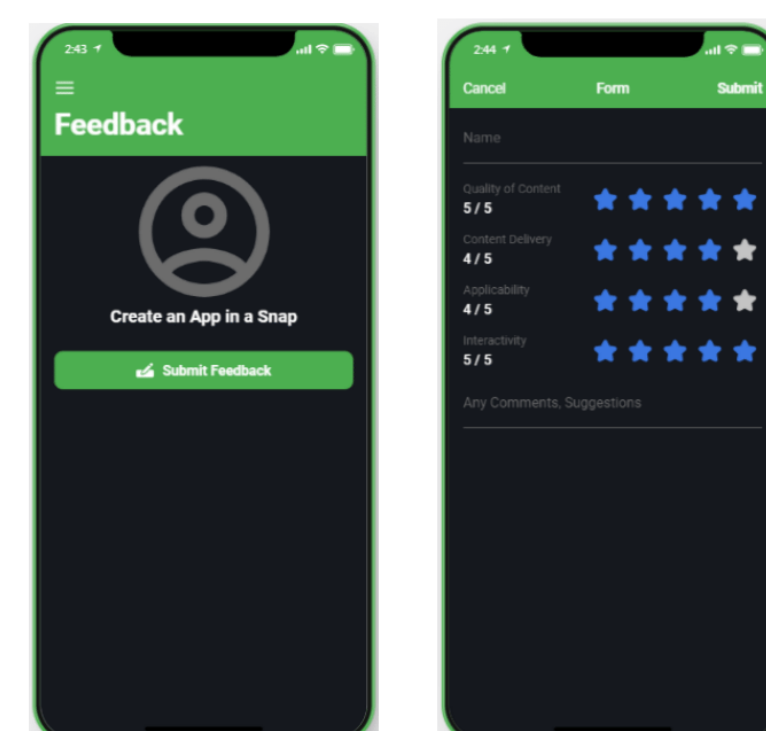 2:43
Feedback
Create an App in a Snap
Submit Feedback
2:44
Cancel Form Submit
Name
Quality of Content
5 / 5
Content Delivery
4 / 5
Applicability
4 / 5
Interactivity
5 / 5
Any Comments, Suggestions